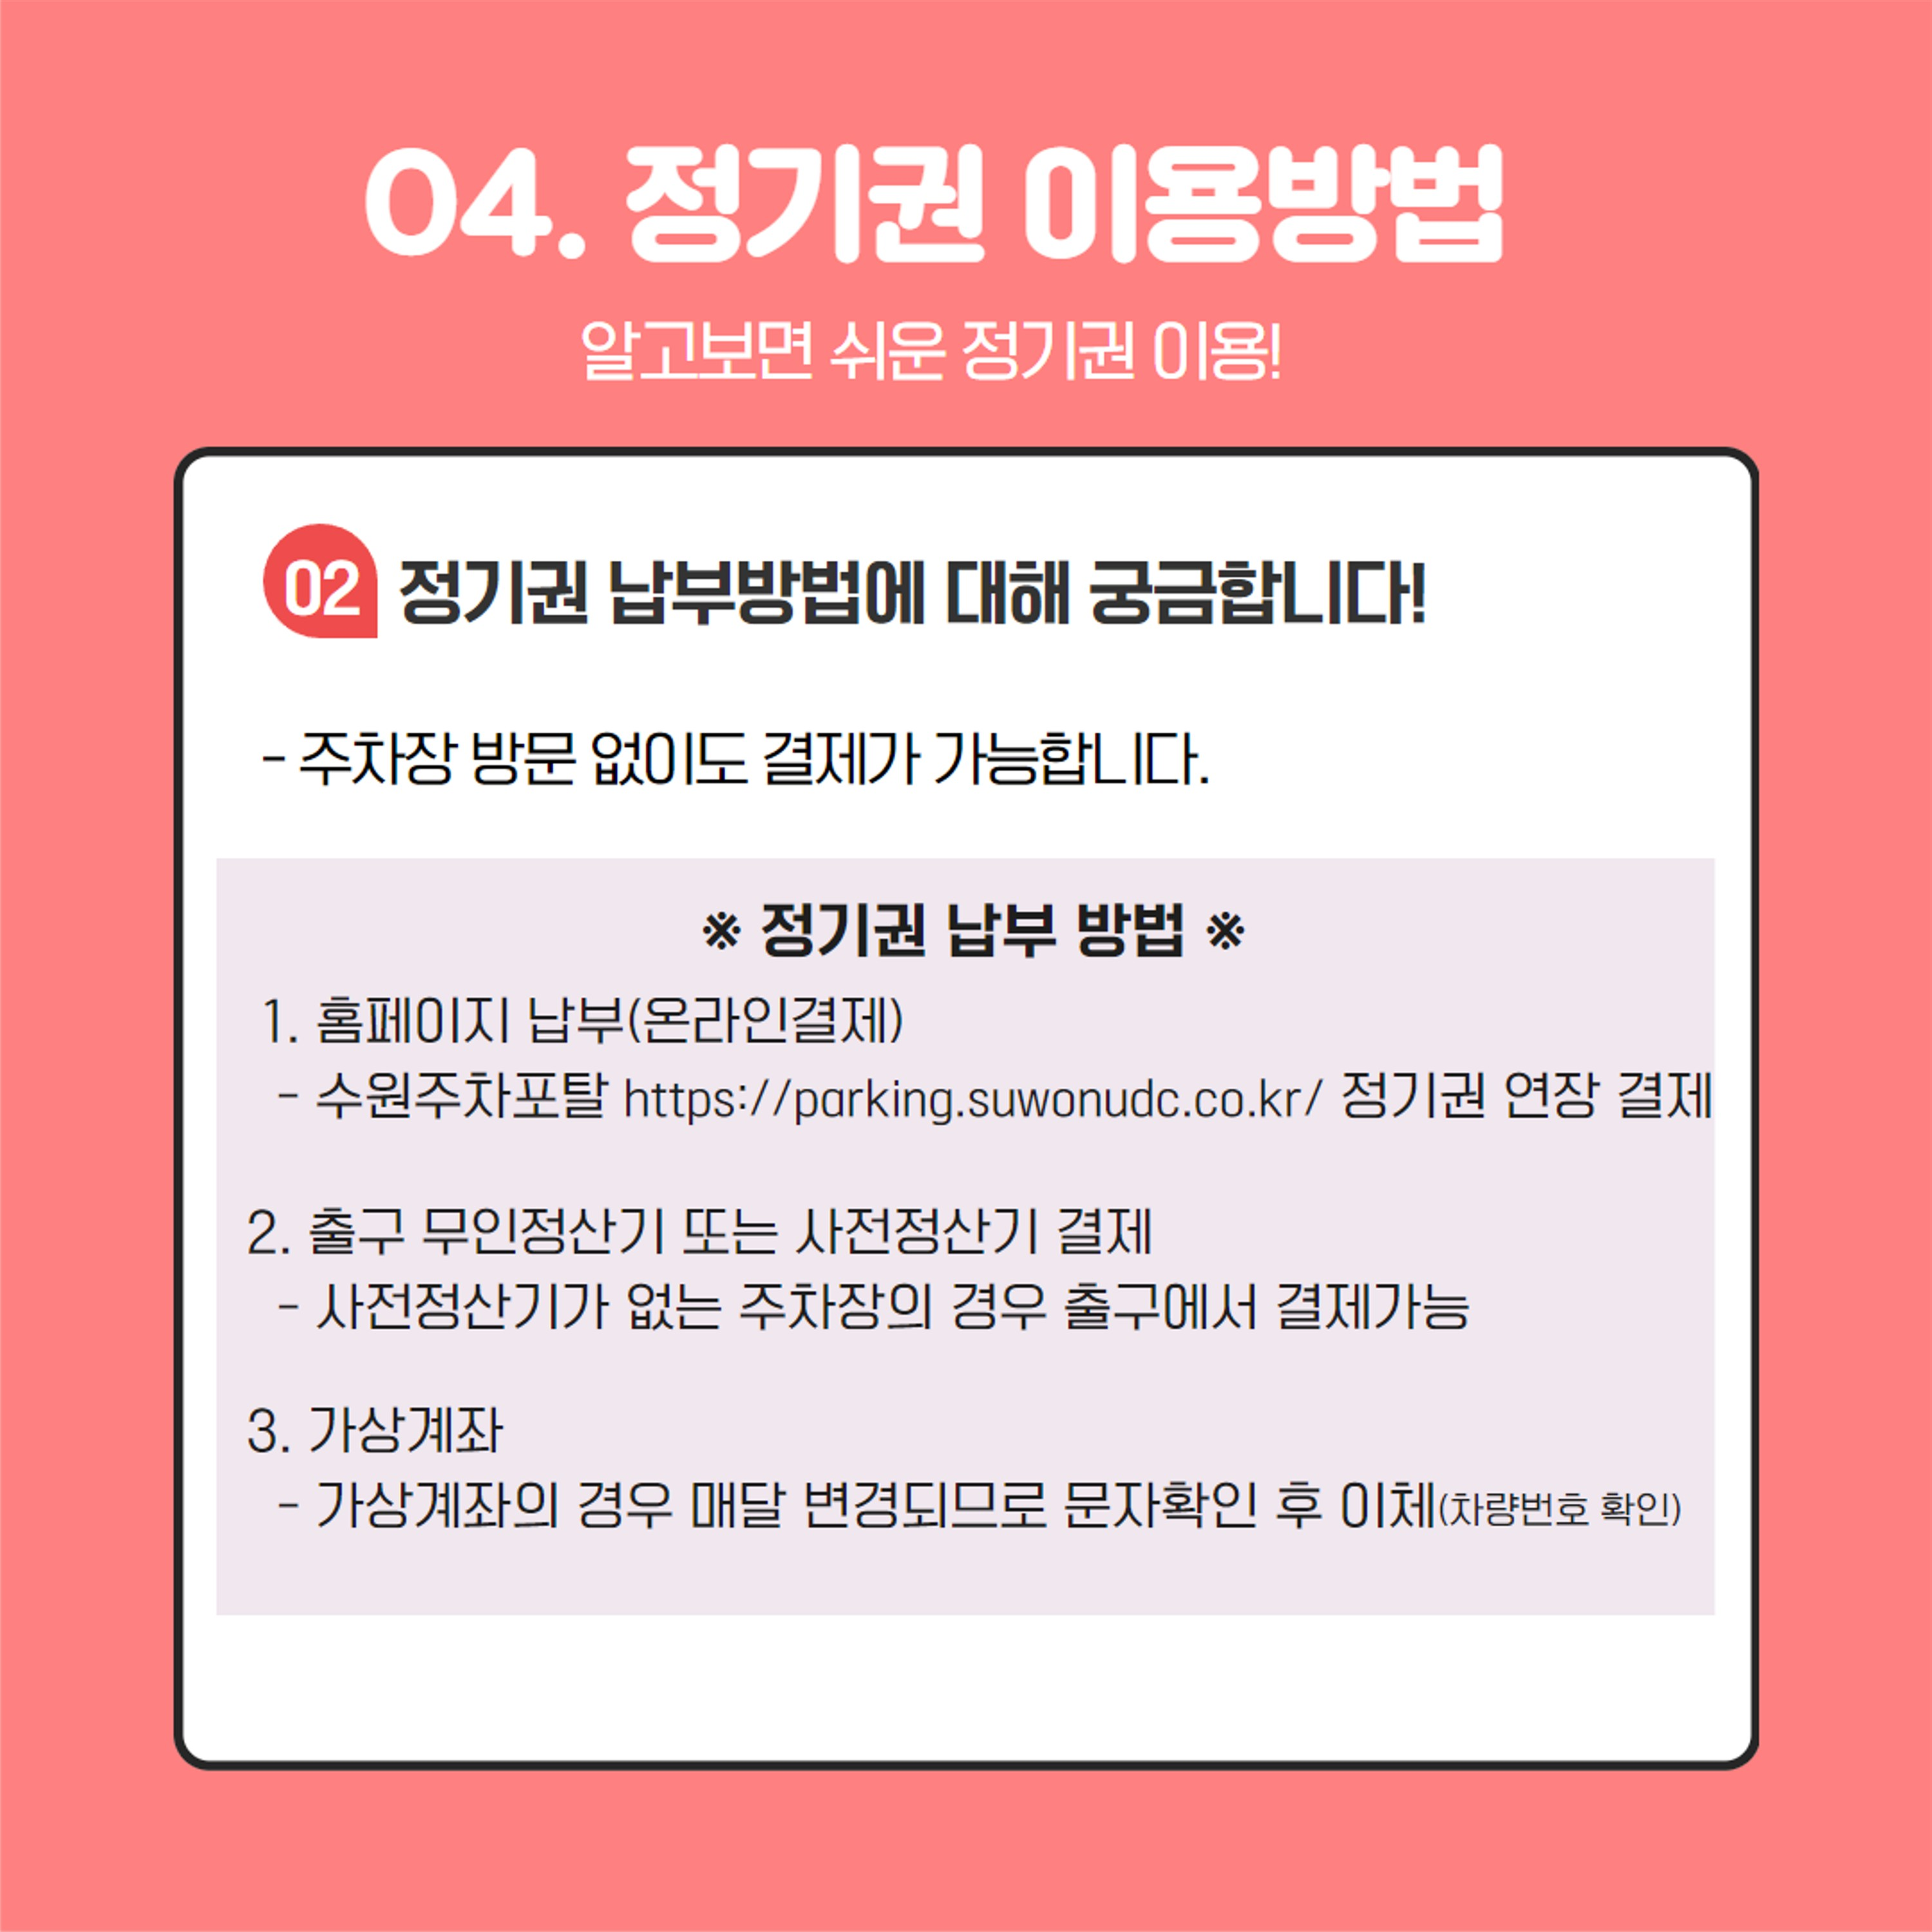 04. 정기권 이용방법
알고보면 쉬운 정기권 이용!
02 정기권 납부방법에 대해 궁금합니다!
- 주차장 방문 없이도 결제가 가능합니다.
※ 정기권 납부 방법 ※
1. 홈페이지 납부(온라인결제)
- 수원주차포탈 https://parking.suwonudc.co.kr/ 정기권 연장 결제
2. 출구 무인정산기 또는 사전정산기 결제
- 사전정산기가 없는 주차장의 경우 출구에서 결제가능
3. 가상계좌
- 가상계좌의 경우 매달 변경되므로 문자확인 후 이체(차량번호 확인)